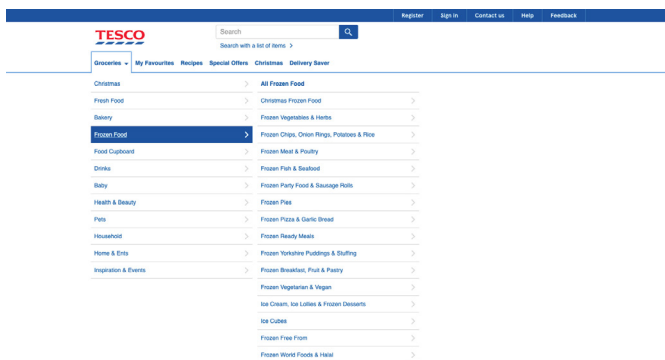 Register Sign In Contact us Help Feedback
TESCO
Search
Search with a list of items >
Groceries My Favourites Recipes Special Offers Christmas Delivery Saver
Christmas
Fresh Food
Bakery
Frozen Food
Food Cupboard
Drinks
Baby
Health & Beauty
Pets
Household
Home & Ents
Inspiration & Events
All Frozen Food
Christmas Frozen Food
Frozen Vegetables & Herbs
Frozen Chips, Onion Rings, Potatoes & Rice
Frozen Meat & Poultry
Frozen Fish & Seafood
Frozen Party Food & Sausage Rolls
Frozen Pies
Frozen Pizza & Garlic Bread
Frozen Ready Meals
Frozen Yorkshire Puddings & Stuffing
Frozen Breakfast, Fruit & Pastry
Frozen Vegetarian & Vegan
Ice Cream, Ice Lollies & Frozen Desserts
Ice Cubes
Frozen Free From
Frozen World Foods & Halal